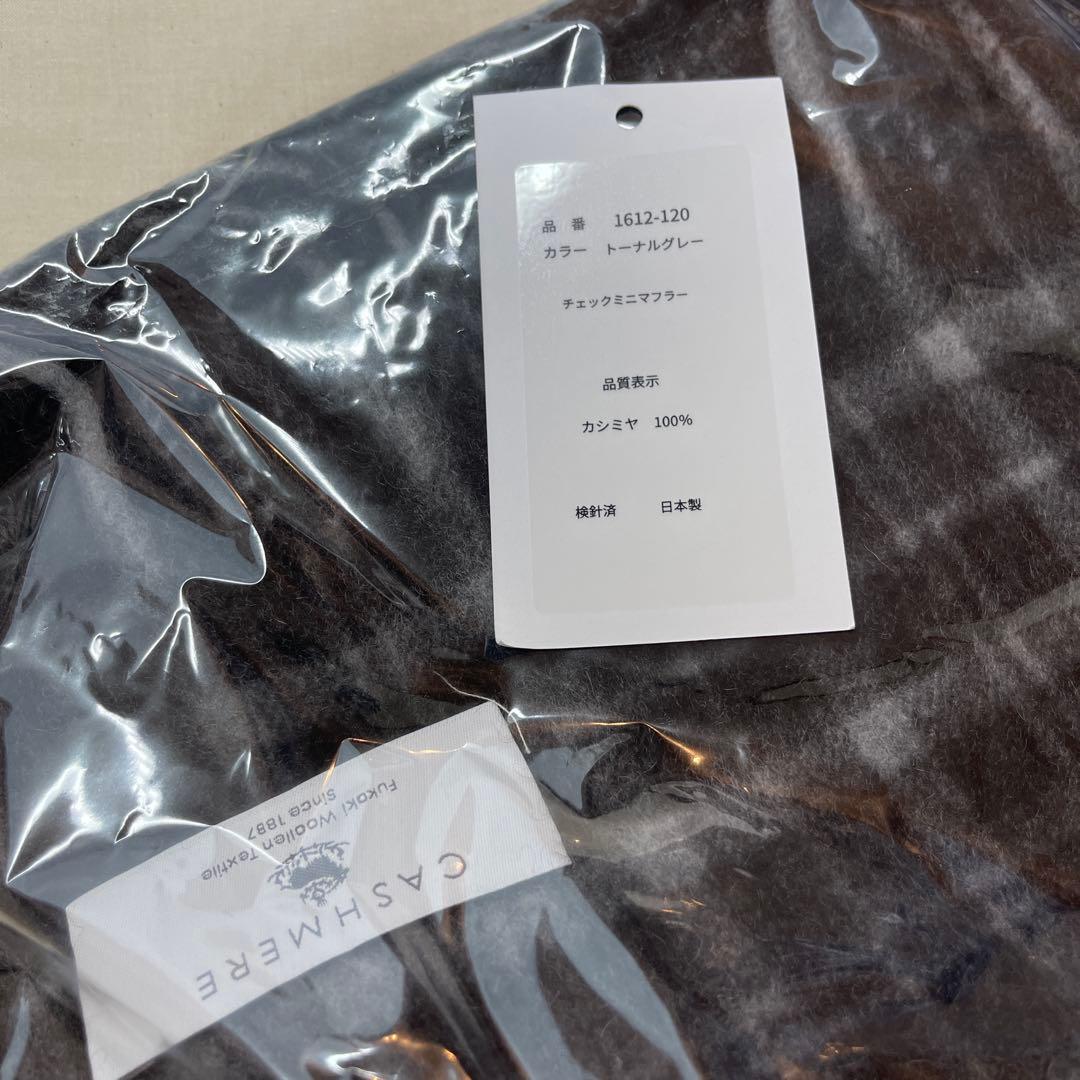 品 番 1612-120
カラー トーナルグレー
チェックミニマフラー
品質表示
カシミヤ 100%
検針済 日本製
CASHMERE
Fukaki Woollen Textile
Since 1887